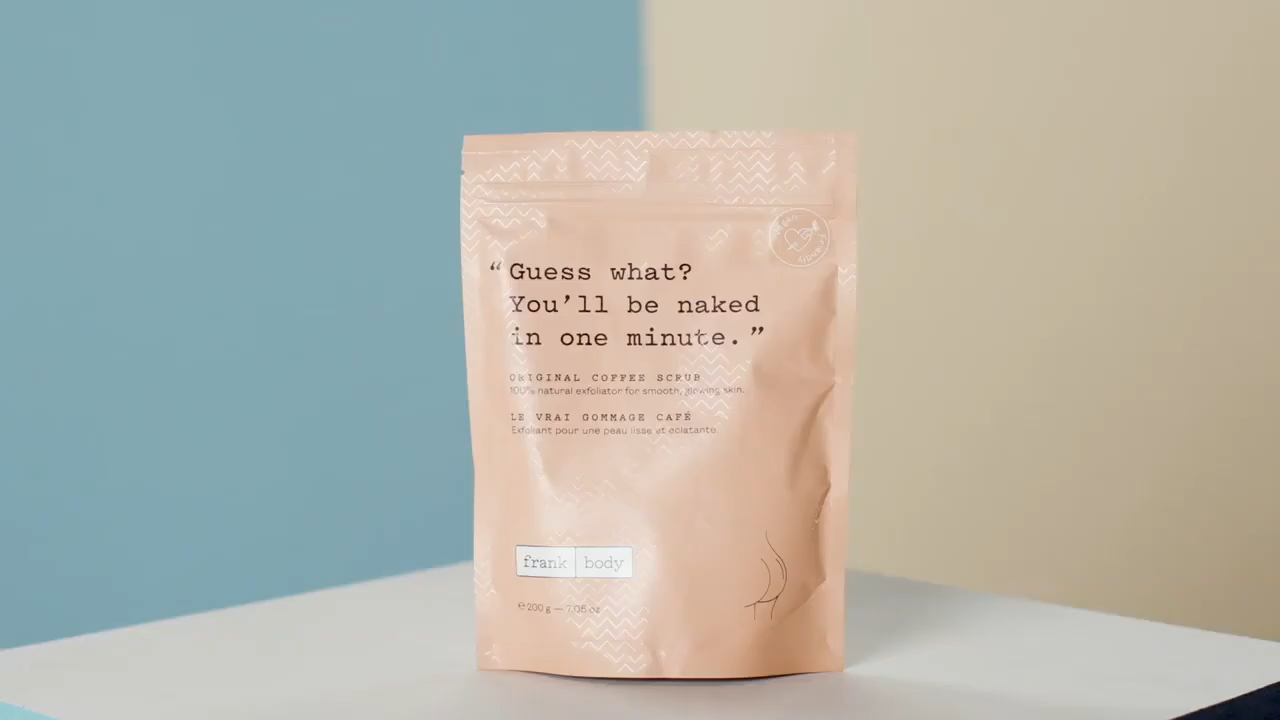 “Guess what?
You’ll be naked
in one minute.”
ORIGINAL COFFEE SCRUB
100% natural exfoliator for smooth, glowing skin.
LE VRAI GOMMAGE CAFÉ
Exfoliant pour une peau lisse et éclatante.
frank body
℮ 200 g — 7.05 oz